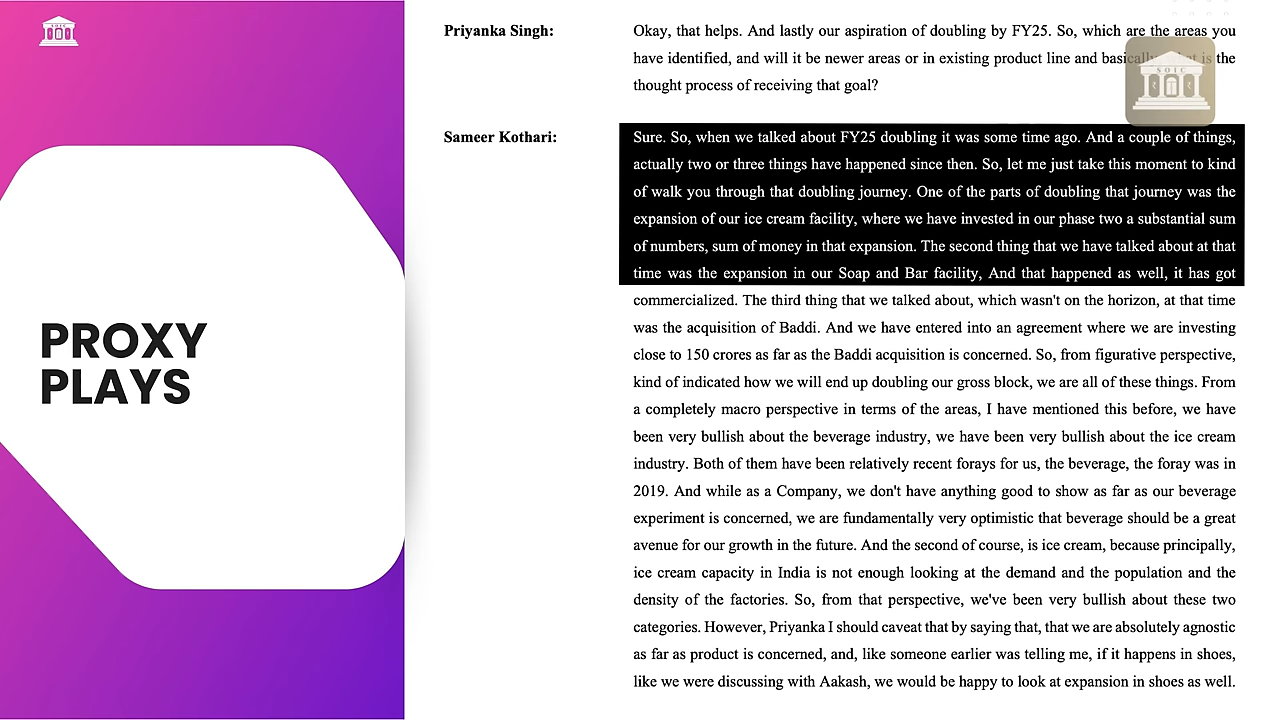 SOIC
PROXY
PLAYS
Priyanka Singh:
Okay, that helps. And lastly our aspiration of doubling by FY25. So, which are the areas you
have identified, and will it be newer areas or in existing product line and is the
thought process of receiving that goal?
Sameer Kothari:
Sure. So, when we talked about FY25 doubling it was some time ago. And a couple of things,
actually two or three things have happened since then. So, let me just take this moment to kind
of walk you through that doubling journey. One of the parts of doubling that journey was the
expansion of our ice cream facility, where we have invested in our phase two a substantial sum
of numbers, sum of money in that expansion. The second thing that we have talked about at that
time was the expansion in our Soap and Bar facility, And that happened as well, it has got
commercialized. The third thing that we talked about, which wasn't on the horizon, at that time
was the acquisition of Baddi. And we have entered into an agreement where we are investing
close to 150 crores as far as the Baddi acquisition is concerned. So, from figurative perspective,
kind of indicated how we will end up doubling our gross block, we are all of these things. From
a completely macro perspective in terms of the areas, I have mentioned this before, we have
been very bullish about the beverage industry, we have been very bullish about the ice cream
industry. Both of them have been relatively recent forays for us, the beverage, the foray was in
2019. And while as a Company, we don't have anything good to show as far as our beverage
experiment is concerned, we are fundamentally very optimistic that beverage should be a great
avenue for our growth in the future. And the second of course, is ice cream, because principally,
ice cream capacity in India is not enough looking at the demand and the population and the
density of the factories. So, from that perspective, we've been very bullish about these two
categories. However, Priyanka I should caveat that by saying that, that we are absolutely agnostic
as far as product is concerned, and, like someone earlier was telling me, if it happens in shoes,
like we were discussing with Aakash, we would be happy to look at expansion in shoes as well.
SOIC